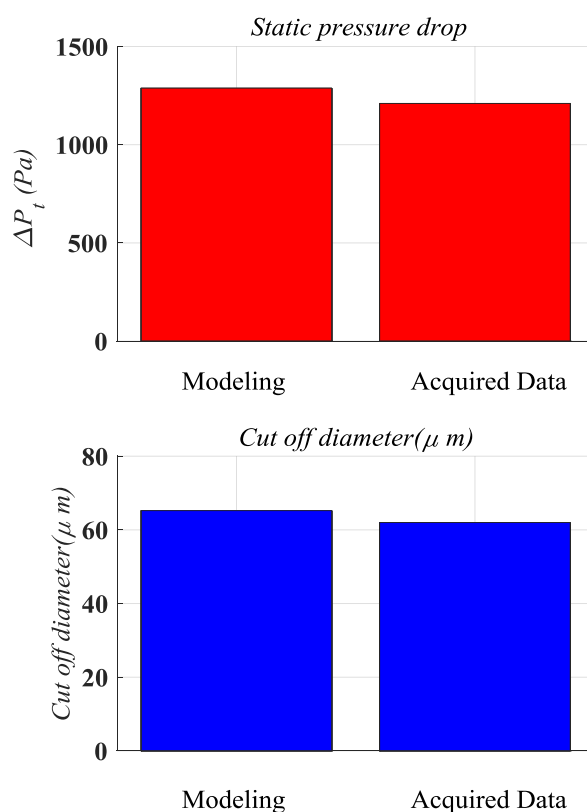 Static pressure drop
1500
1000
500
0
ΔP_t (Pa)
Modeling Acquired Data
Cut off diameter(μ m)
80
60
40
20
0
Cut off diameter(μ m)
Modeling Acquired Data